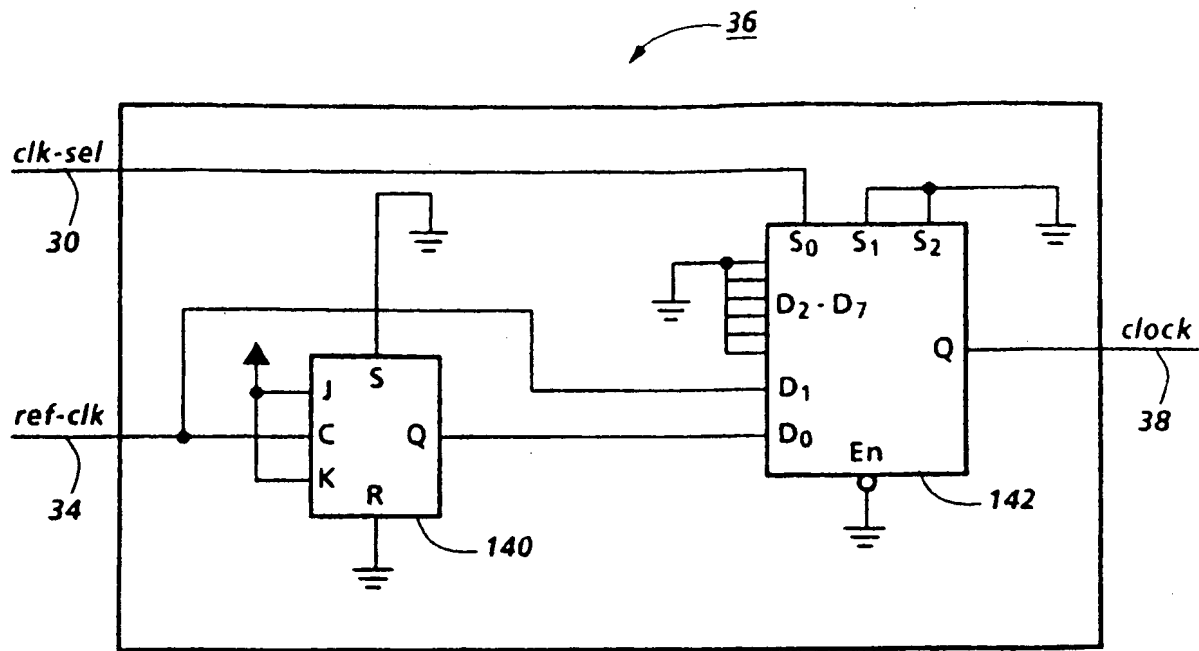 36
clk-sel
30
S₀ S₁ S₂
D₂ - D₇
Q
clock
38
D₁
D₀
En
142
ref-clk
34
S
J
C
Q
K
R
140